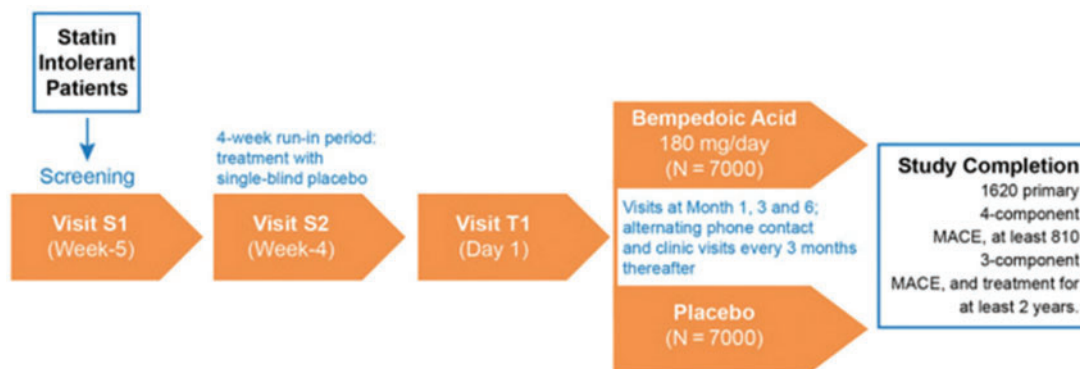 Statin
Intolerant
Patients
Screening
Visit S1
(Week-5)
4-week run-in period:
treatment with
single-blind placebo
Visit S2
(Week-4)
Visit T1
(Day 1)
Bempedoic Acid
180 mg/day
(N = 7000)
Visits at Month 1, 3 and 6;
alternating phone contact
and clinic visits every 3 months
thereafter
Placebo
(N = 7000)
Study Completion
1620 primary
4-component
MACE, at least 810
3-component
MACE, and treatment for
at least 2 years.